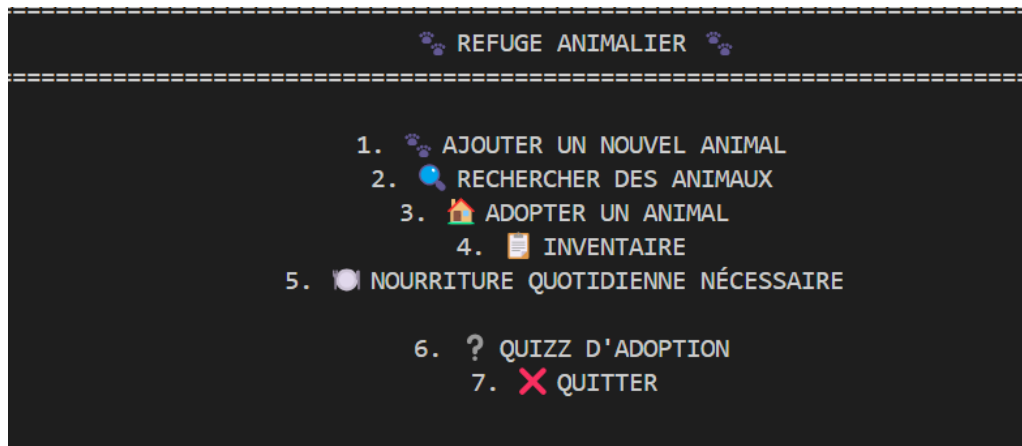 ========================================================================
🐾 REFUGE ANIMALIER 🐾
========================================================================
1. 🐾 AJOUTER UN NOUVEL ANIMAL
2. 🔍 RECHERCHER DES ANIMAUX
3. 🏠 ADOPTER UN ANIMAL
4. 📋 INVENTAIRE
5. 🍽️ NOURRITURE QUOTIDIENNE NÉCESSAIRE
6. ❔ QUIZZ D'ADOPTION
7. ❌ QUITTER